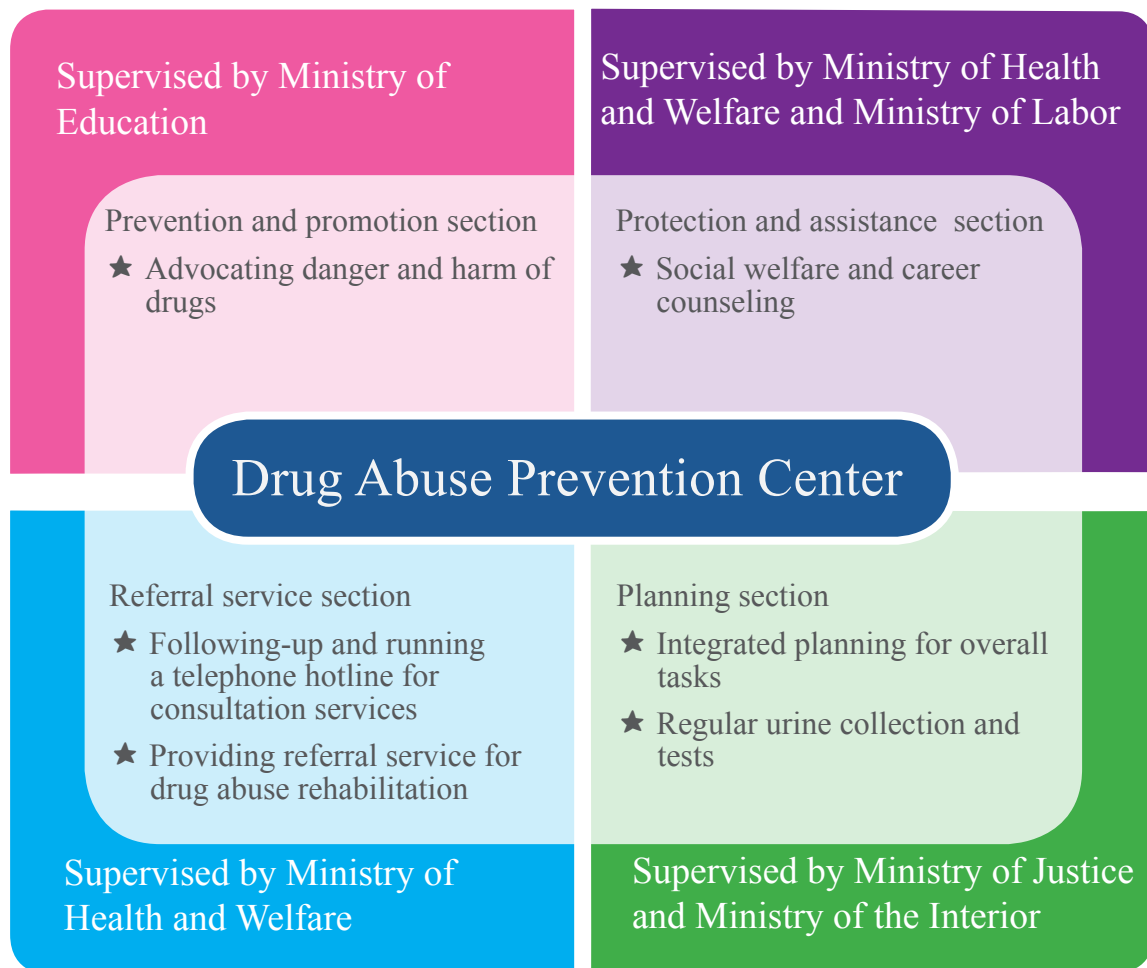 Supervised by Ministry of
Education
Prevention and promotion section
★ Advocating danger and harm of
drugs
Supervised by Ministry of Health
and Welfare and Ministry of Labor
Protection and assistance section
★ Social welfare and career
counseling
Drug Abuse Prevention Center
Referral service section
★ Following-up and running
a telephone hotline for
consultation services
★ Providing referral service for
drug abuse rehabilitation
Supervised by Ministry of
Health and Welfare
Planning section
★ Integrated planning for overall
tasks
★ Regular urine collection and
tests
Supervised by Ministry of Justice
and Ministry of the Interior